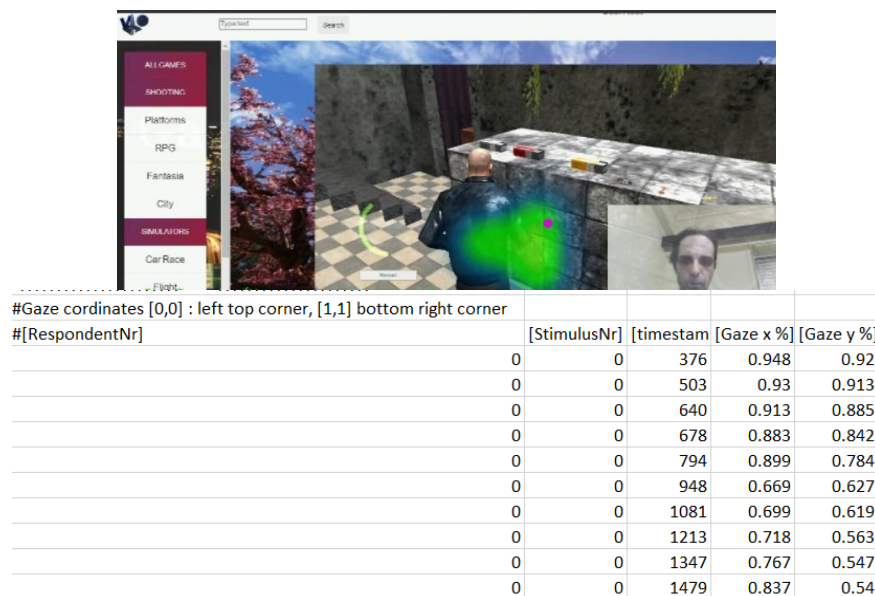 Type text
Search
ALL GAMES
SHOOTING
Platforms
RPG
Fantasia
City
SIMULATORS
Car Race
Flight
Restart
#Gaze cordinates [0,0] : left top corner, [1,1] bottom right corner
#[RespondentNr] [StimulusNr] [timestam [Gaze x %] [Gaze y %]
0 0 376 0.948 0.92
0 0 503 0.93 0.913
0 0 640 0.913 0.885
0 0 678 0.883 0.842
0 0 794 0.899 0.784
0 0 948 0.669 0.627
0 0 1081 0.699 0.619
0 0 1213 0.718 0.563
0 0 1347 0.767 0.547
0 0 1479 0.837 0.54